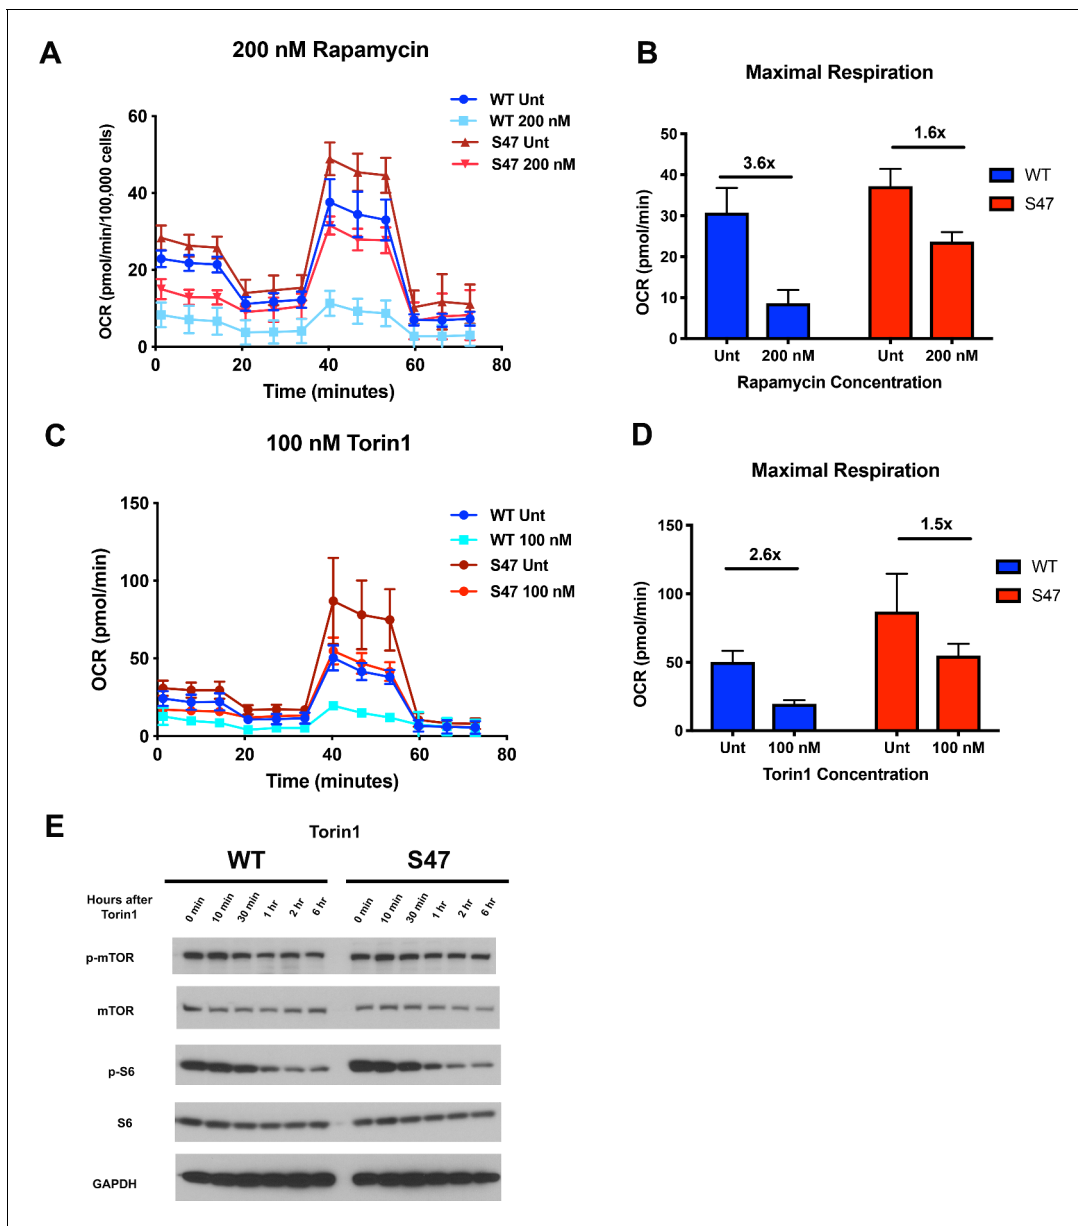 A
200 nM Rapamycin
WT Unt
WT 200 nM
S47 Unt
S47 200 nM
OCR (pmol/min/100,000 cells)
60
40
20
0
0 20 40 60 80
Time (minutes)
B
Maximal Respiration
3.6x
1.6x
WT
S47
OCR (pmol/min)
50
40
30
20
10
0
Unt 200 nM Unt 200 nM
Rapamycin Concentration
C
100 nM Torin1
WT Unt
WT 100 nM
S47 Unt
S47 100 nM
OCR (pmol/min)
150
100
50
0
0 20 40 60 80
Time (minutes)
D
Maximal Respiration
2.6x
1.5x
WT
S47
OCR (pmol/min)
150
100
50
0
Unt 100 nM Unt 100 nM
Torin1 Concentration
E
Torin1
WT S47
Hours after
Torin1
0 min 10 min 30 min 1 hr 2 hr 6 hr 0 min 10 min 30 min 1 hr 2 hr 6 hr
p-mTOR
mTOR
p-S6
S6
GAPDH